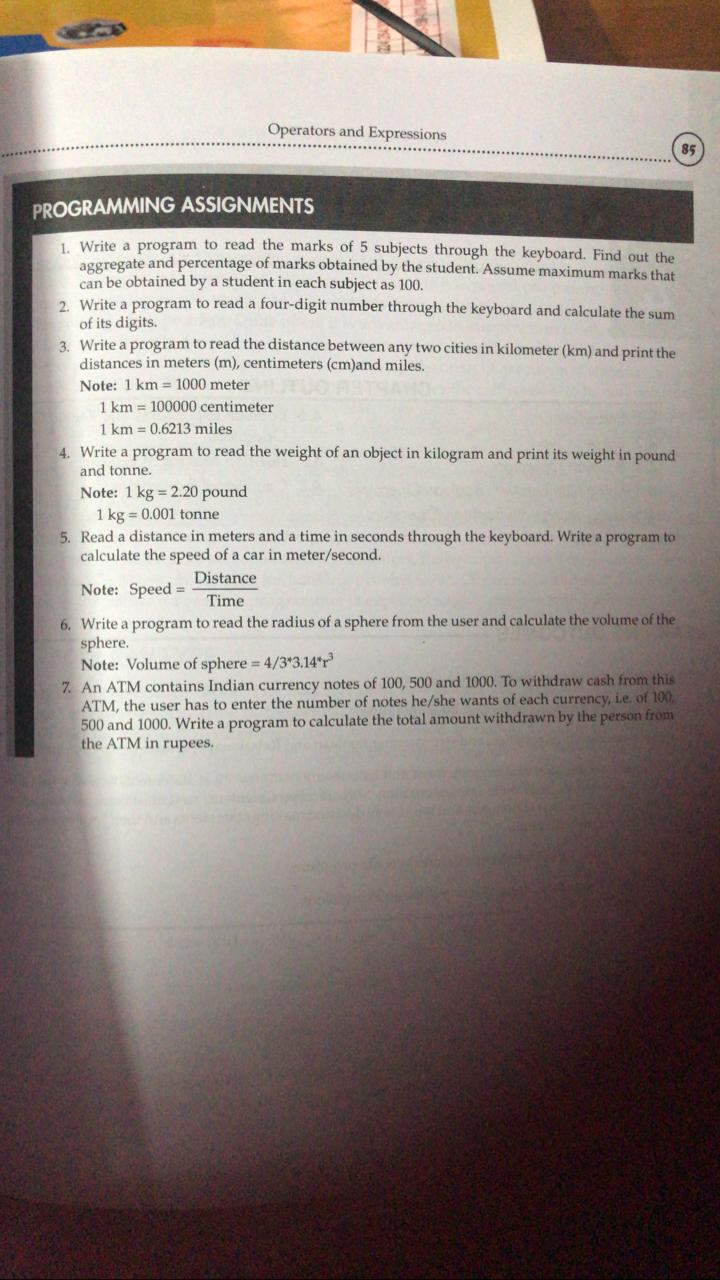 Operators and Expressions
85
PROGRAMMING ASSIGNMENTS
1. Write a program to read the marks of 5 subjects through the keyboard. Find out the
aggregate and percentage of marks obtained by the student. Assume maximum marks that
can be obtained by a student in each subject as 100.
2. Write a program to read a four-digit number through the keyboard and calculate the sum
of its digits.
3. Write a program to read the distance between any two cities in kilometer (km) and print the
distances in meters (m), centimeters (cm)and miles.
Note: 1 km = 1000 meter
1 km = 100000 centimeter
1 km = 0.6213 miles
4. Write a program to read the weight of an object in kilogram and print its weight in pound
and tonne.
Note: 1 kg = 2.20 pound
1 kg = 0.001 tonne
5. Read a distance in meters and a time in seconds through the keyboard. Write a program to
calculate the speed of a car in meter/second.
Note: Speed = Distance
Time
6. Write a program to read the radius of a sphere from the user and calculate the volume of the
sphere.
Note: Volume of sphere = 4/3*3.14*r³
7. An ATM contains Indian currency notes of 100, 500 and 1000. To withdraw cash from this
ATM, the user has to enter the number of notes he/she wants of each currency, i.e. of 100,
500 and 1000. Write a program to calculate the total amount withdrawn by the person from
the ATM in rupees.